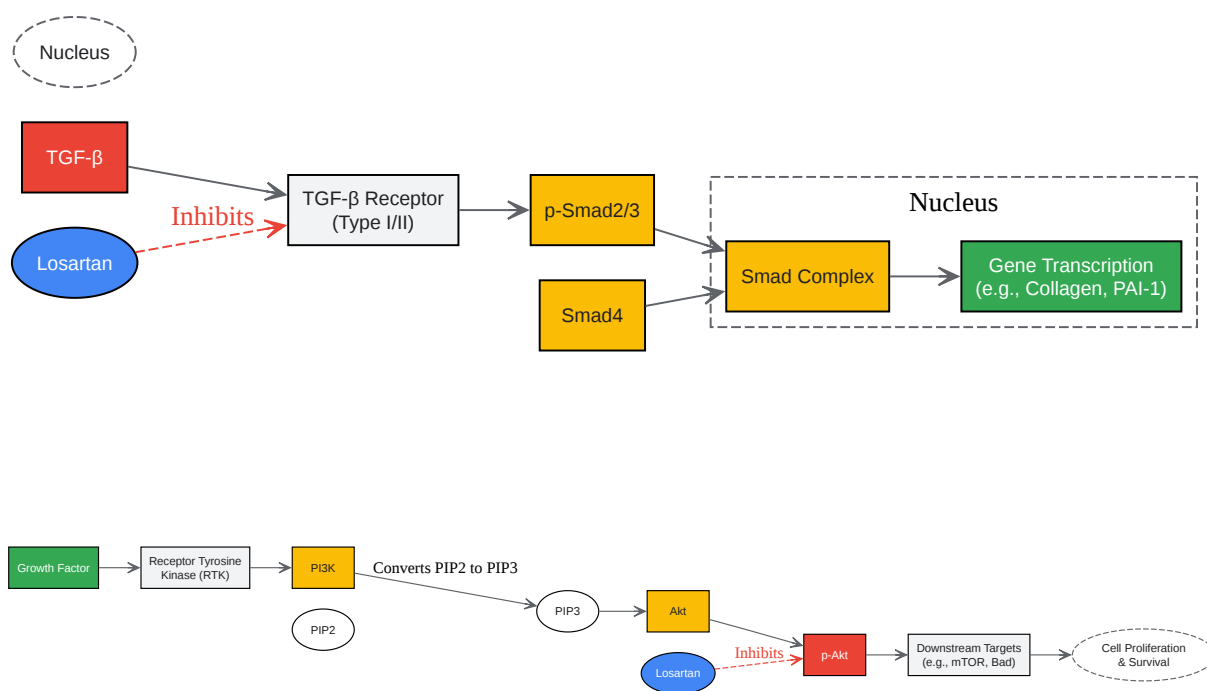 Nucleus
TGF-β
Losartan
Inhibits
TGF-β Receptor
(Type I/II)
p-Smad2/3
Smad4
Nucleus
Smad Complex
Gene Transcription
(e.g., Collagen, PAI-1)
Growth Factor
Receptor Tyrosine
Kinase (RTK)
PI3K
PIP2
Converts PIP2 to PIP3
PIP3
Akt
Losartan
Inhibits
p-Akt
Downstream Targets
(e.g., mTOR, Bad)
Cell Proliferation
& Survival